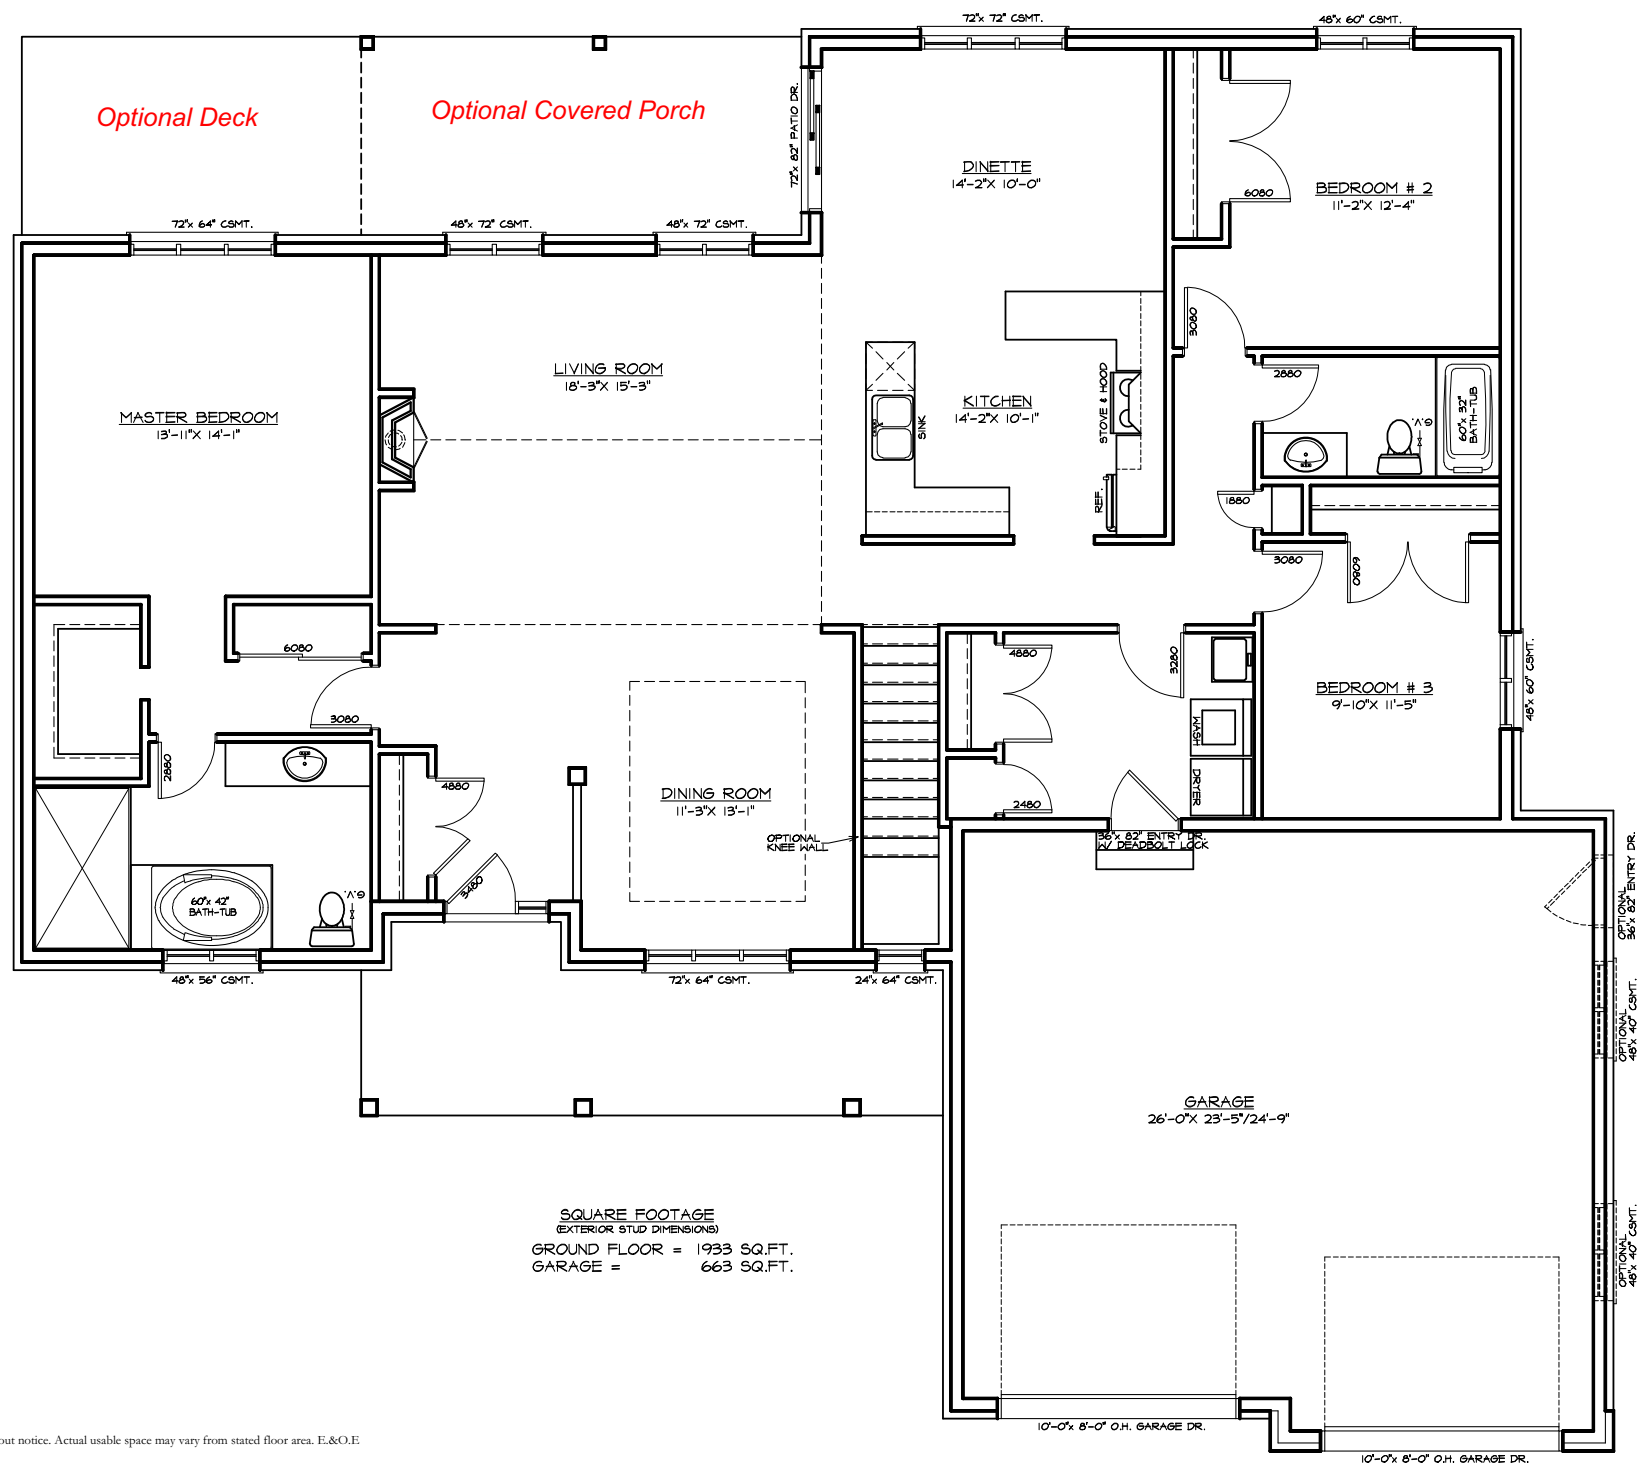 72"x 72" CSMT.
48"x 60" CSMT.
Optional Deck
Optional Covered Porch
72"x 82" PATIO DR.
DINETTE
14'-2"X 10'-0"
6080
BEDROOM # 2
11'-2"X 12'-4"
72"x 64" CSMT.
48"x 72" CSMT.
48"x 72" CSMT.
3080
LIVING ROOM
18'-3"X 15'-3"
MASTER BEDROOM
13'-11"X 14'-1"
KITCHEN
14'-2"X 10'-1"
SINK
STOVE & HOOD
REF.
2880
G.V.
60"x 32"
BATH-TUB
1880
3080
6080
6080
3080
2880
4880
3280
WASH
DRYER
2480
BEDROOM # 3
9'-10"X 11'-5"
48"x 60" CSMT.
4880
DINING ROOM
11'-3"X 13'-1"
OPTIONAL
KNEE WALL
36"x 82" ENTRY DR.
W/ DEADBOLT LOCK
3480
60"x 42"
BATH-TUB
G.V.
OPTIONAL
36"x 82" ENTRY DR.
48"x 56" CSMT.
72"x 64" CSMT.
24"x 64" CSMT.
OPTIONAL
48"x 40" CSMT.
GARAGE
26'-0"X 23'-5"/24'-9"
OPTIONAL
48"x 40" CSMT.
SQUARE FOOTAGE
(EXTERIOR STUD DIMENSIONS)
GROUND FLOOR = 1933 SQ.FT.
GARAGE = 663 SQ.FT.
10'-0"x 8'-0" O.H. GARAGE DR.
10'-0"x 8'-0" O.H. GARAGE DR.
out notice. Actual usable space may vary from stated floor area. E.&O.E